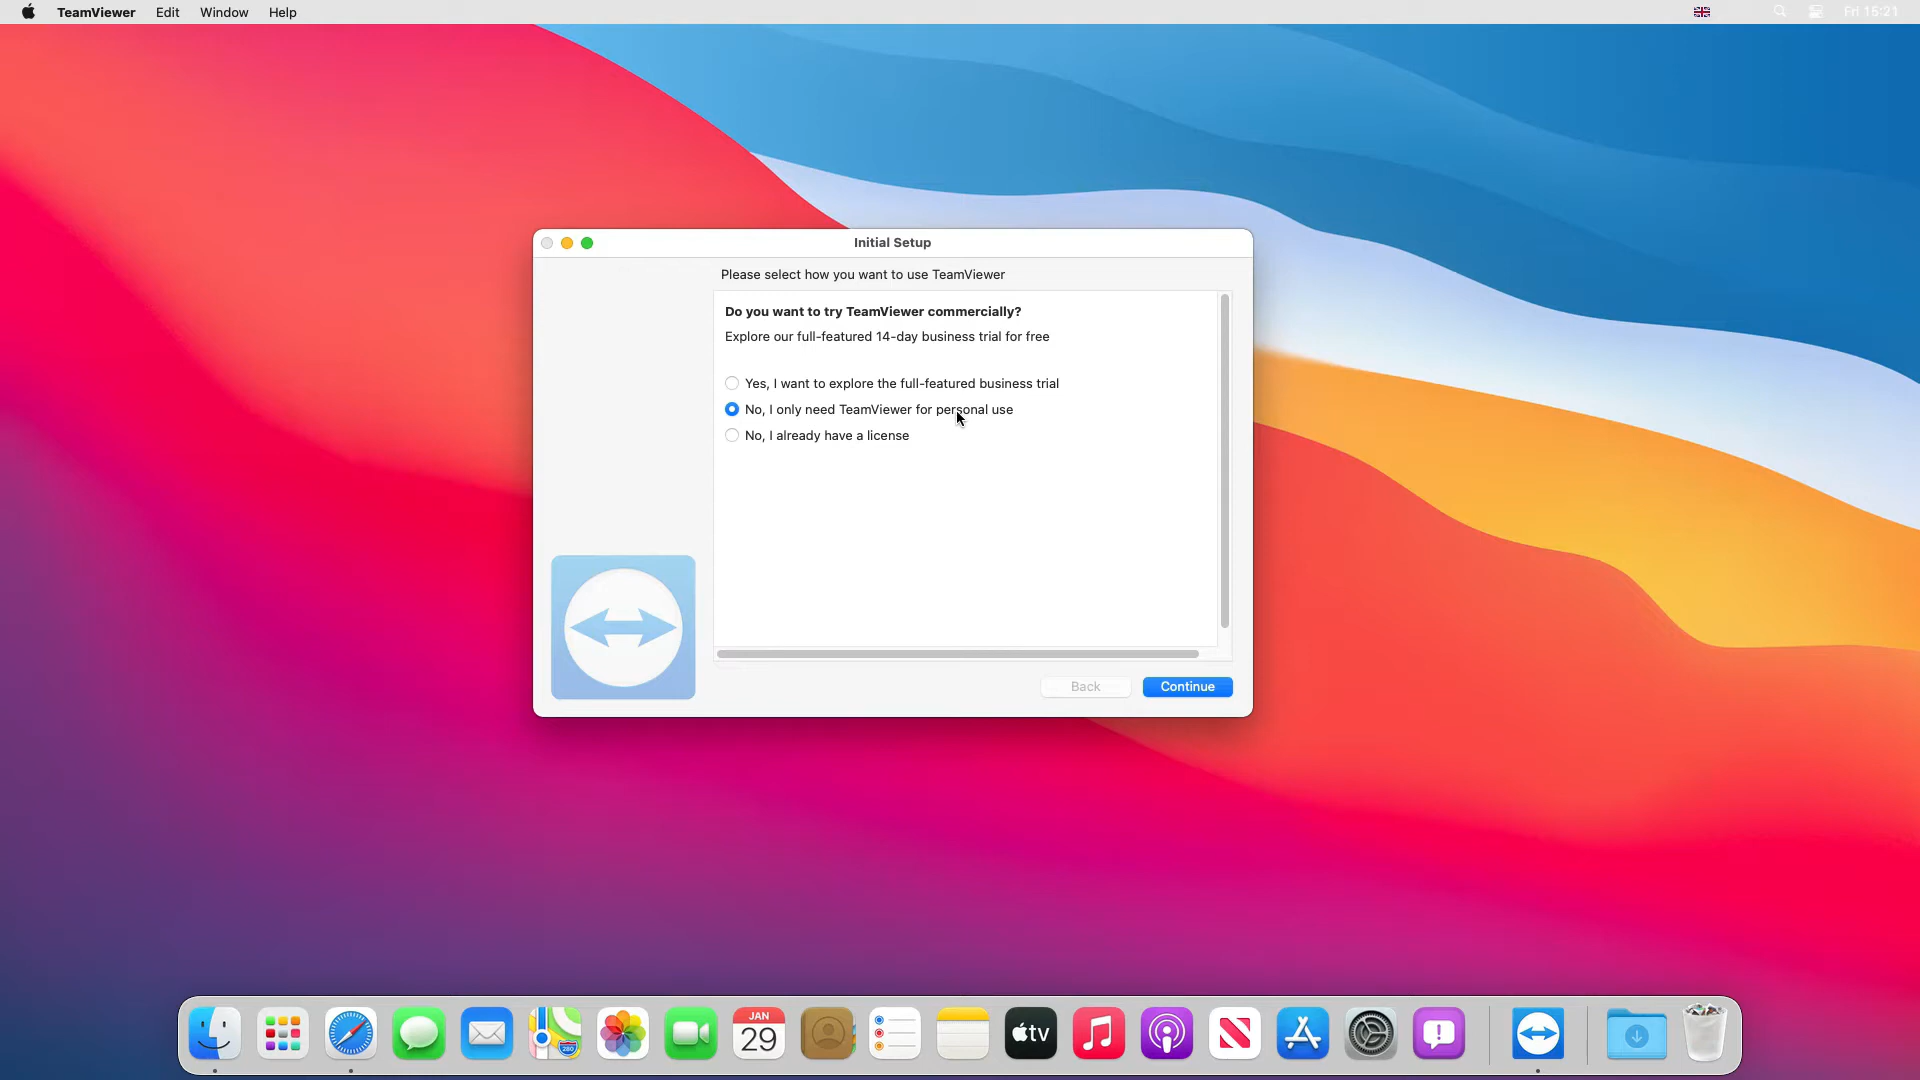 TeamViewer Edit Window Help Fri 15:21
Initial Setup
Please select how you want to use TeamViewer
Do you want to try TeamViewer commercially?
Explore our full-featured 14-day business trial for free
Yes, I want to explore the full-featured business trial
No, I only need TeamViewer for personal use
No, I already have a license
Back Continue
280
JAN
29
tv